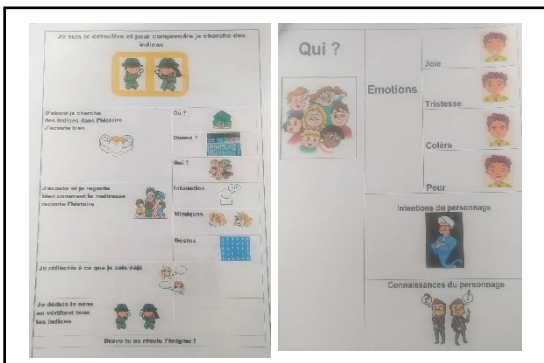 Je suis le détective et pour comprendre je cherche des
indices
D'abord je cherche
des indices dans l'histoire
J'écoute bien
Où ?
Quand ?
Qui ?
J'écoute et je regarde
bien comment la maitresse
raconte l'histoire
Intonation
Mimiques
Gestes
Je réfléchis à ce que je sais déjà
Je déduis le sens
en vérifiant tous
les indices
Bravo tu as résolu l'énigme !
Qui ?
Emotions
Joie
Tristesse
Colère
Peur
Intentions du personnage
Connaissances du personnage